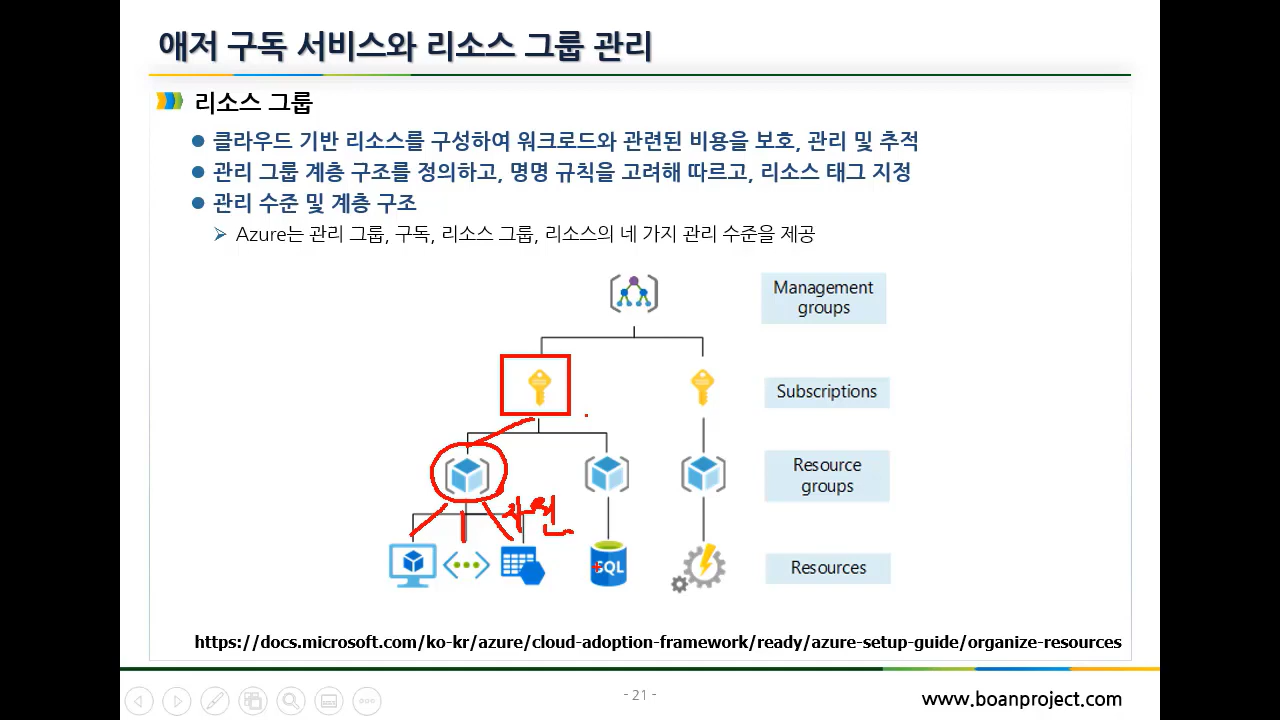 애저 구독 서비스와 리소스 그룹 관리
리소스 그룹
클라우드 기반 리소스를 구성하여 워크로드와 관련된 비용을 보호, 관리 및 추적
관리 그룹 계층 구조를 정의하고, 명명 규칙을 고려해 따르고, 리소스 태그 지정
관리 수준 및 계층 구조
Azure는 관리 그룹, 구독, 리소스 그룹, 리소스의 네 가지 관리 수준을 제공
Management
groups
Subscriptions
Resource
groups
자원
SQL
Resources
https://docs.microsoft.com/ko-kr/azure/cloud-adoption-framework/ready/azure-setup-guide/organize-resources
- 21 -
www.boanproject.com